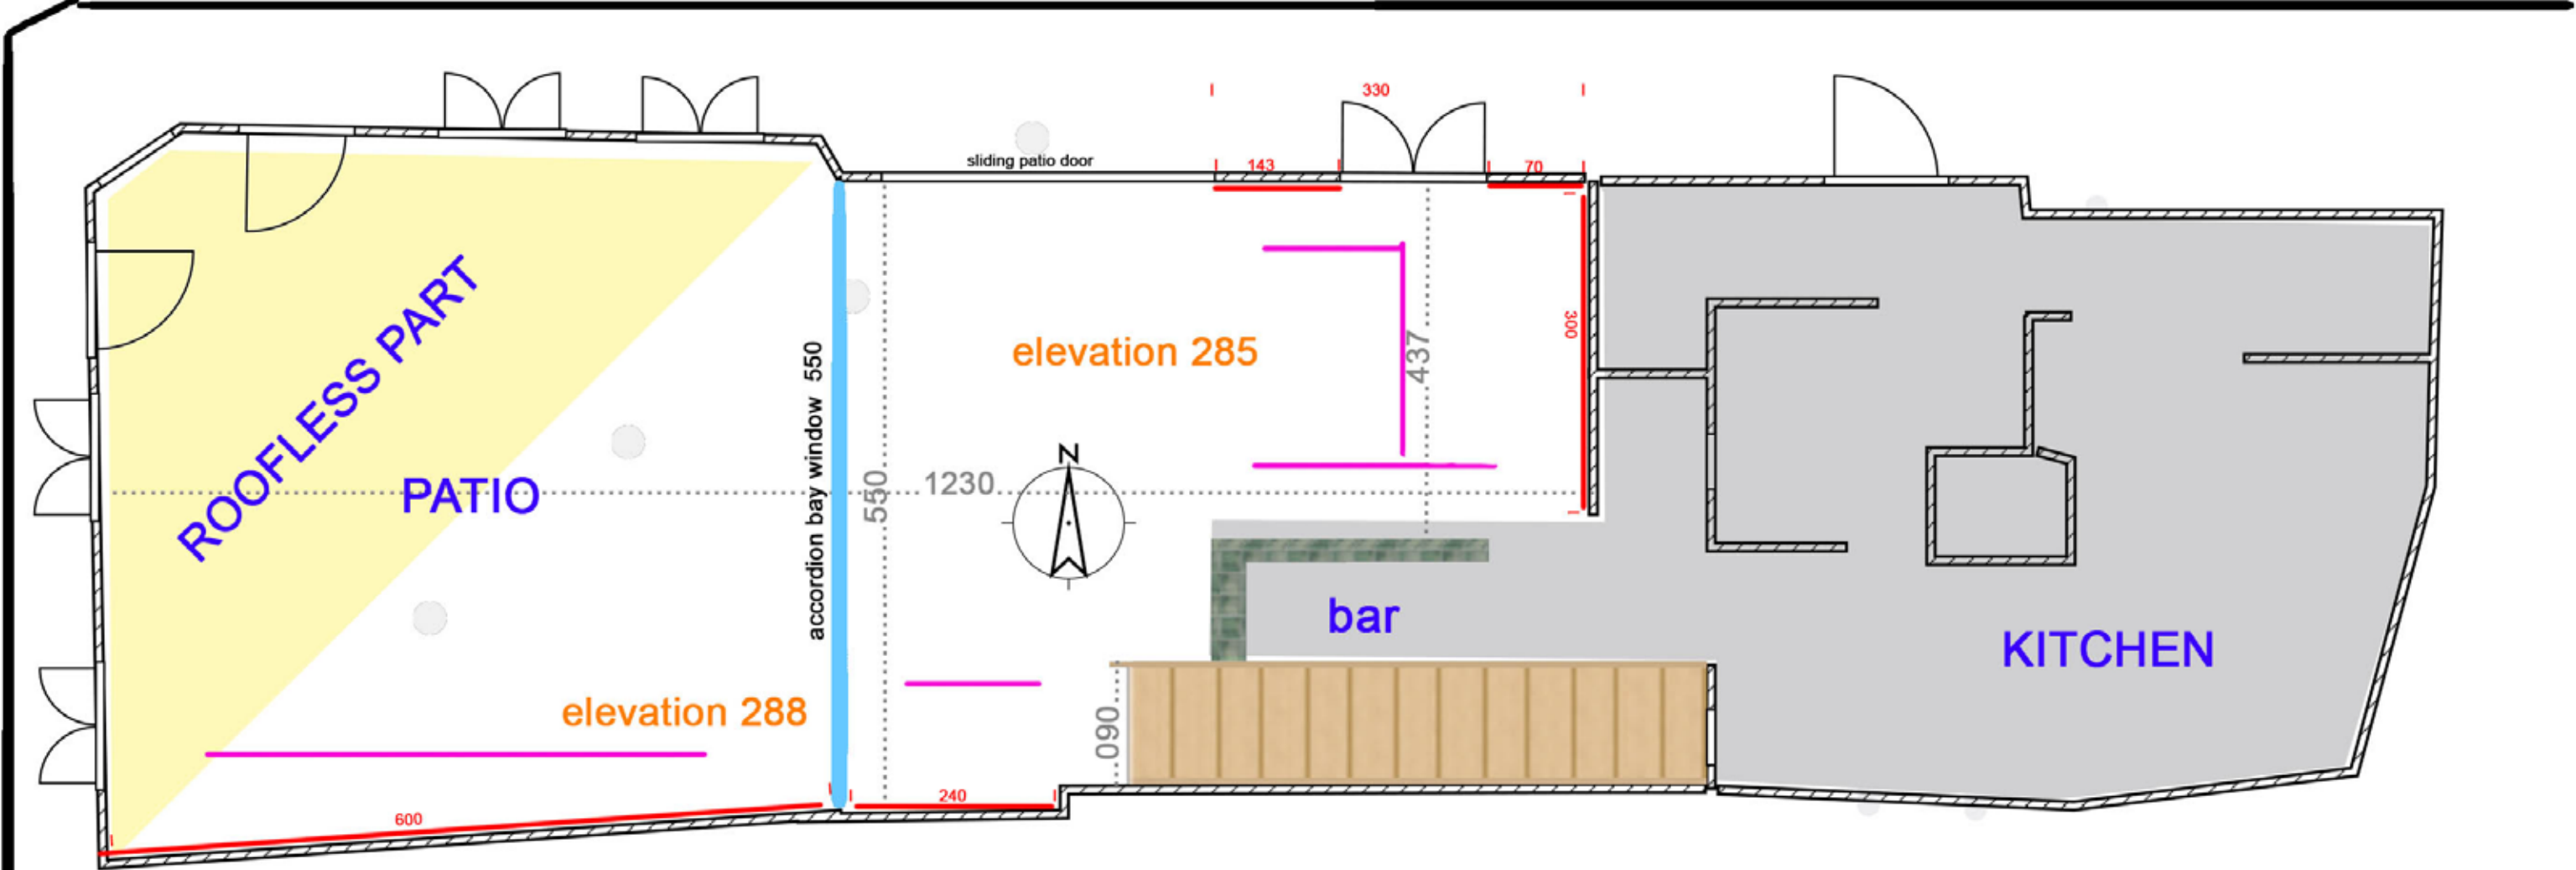 330
sliding patio door
143
70
ROOFLESS PART
300
elevation 285
437
accordion bay window 550
N
1230
550
PATIO
bar
KITCHEN
elevation 288
090
240
600